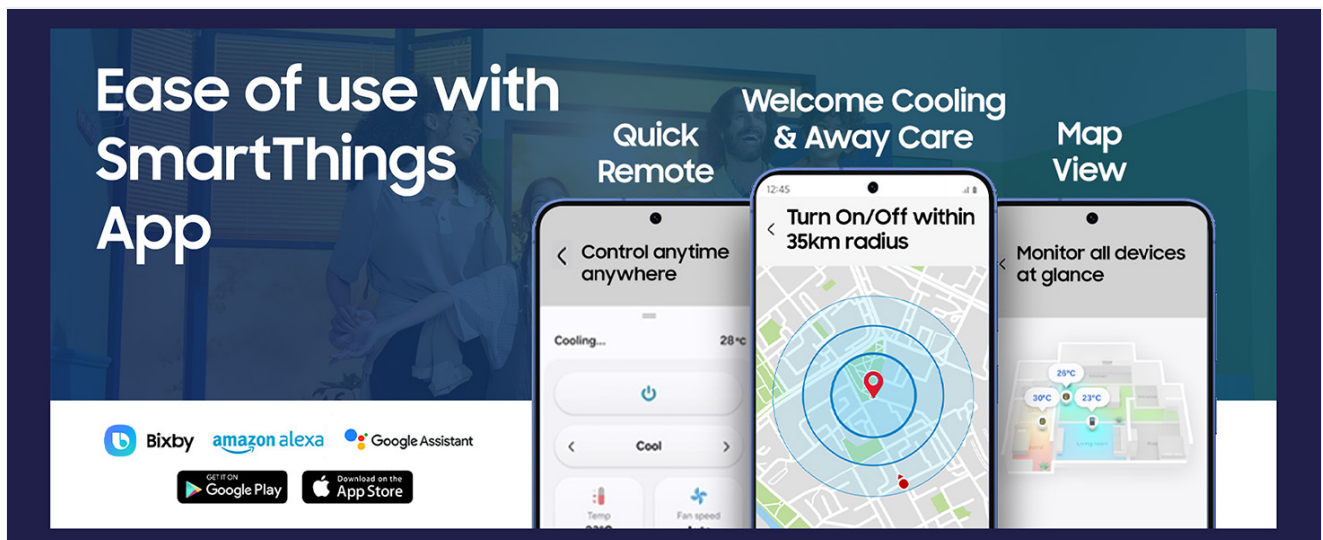 Ease of use with
SmartThings
App
Quick
Remote
Welcome Cooling
& Away Care
Map
View
Control anytime
anywhere
Cooling...
28°C
Cool
Temp
Fan speed
12:45
Turn On/Off within
35km radius
Monitor all devices
at glance
26°C
30°C
23°C
Bixby
amazon alexa
Google Assistant
GET IT ON
Google Play
Download on the
App Store